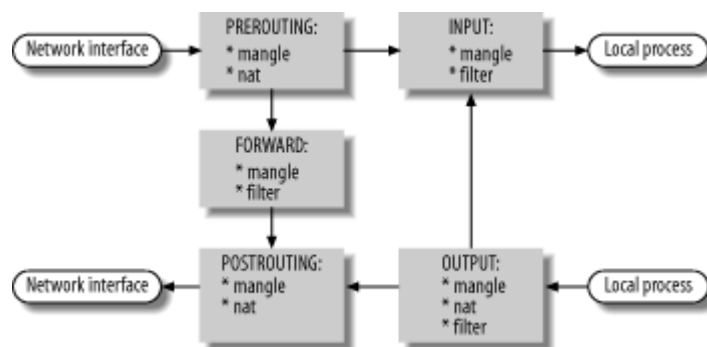 Network interface
PREROUTING:
* mangle
* nat
INPUT:
* mangle
* filter
Local process
FORWARD:
* mangle
* filter
Network interface
POSTROUTING:
* mangle
* nat
OUTPUT:
* mangle
* nat
* filter
Local process